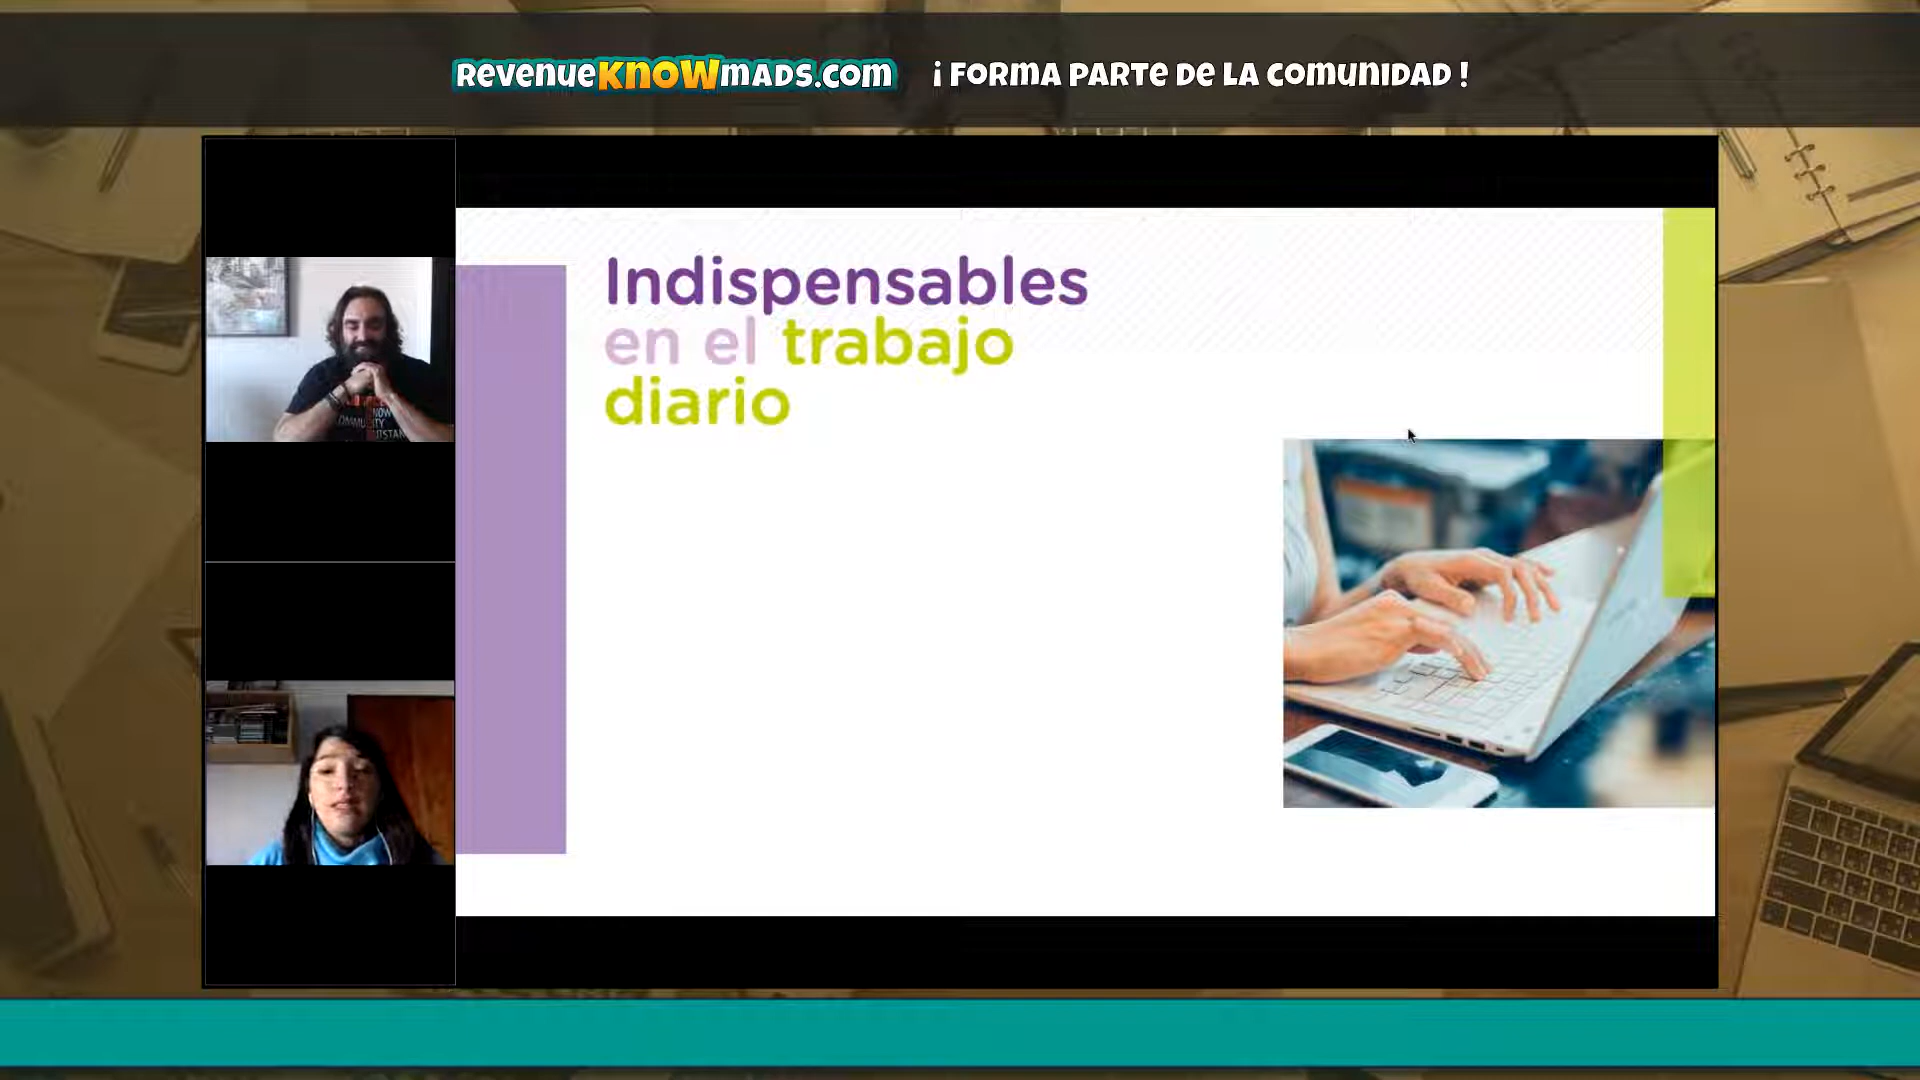 RevenueKNOWmads.com ¡ FORMA PARTE DE LA COMUNIDAD !
Indispensables
en el trabajo
diario